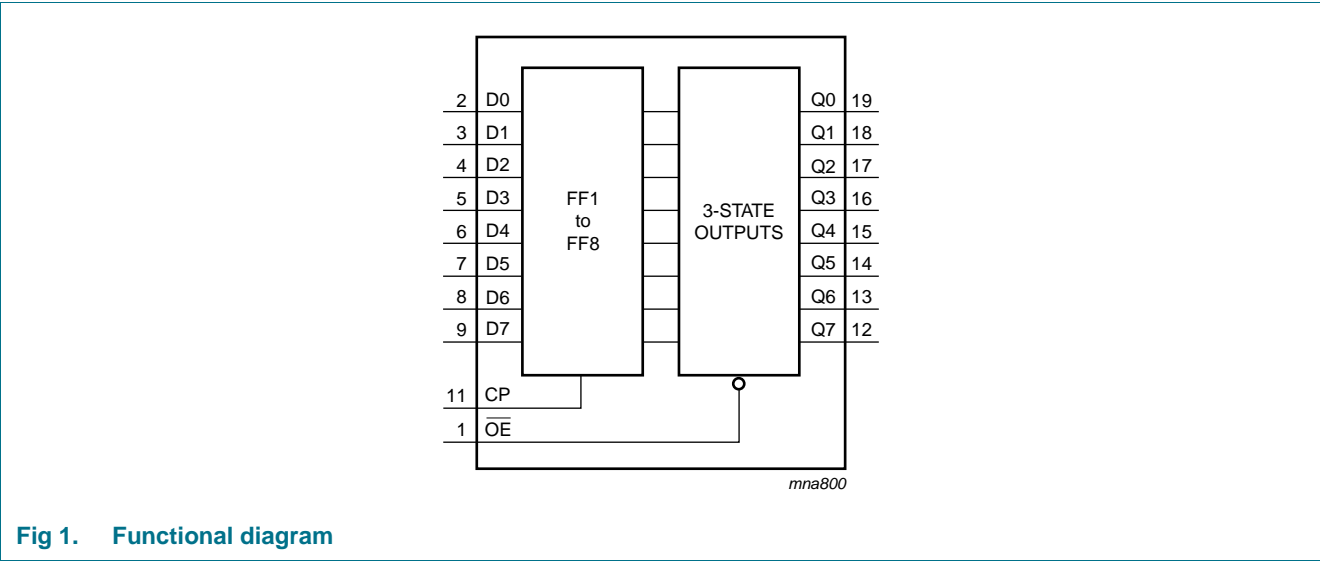 2 D0 Q0 19
3 D1 Q1 18
4 D2 Q2 17
5 D3 Q3 16
6 D4 Q4 15
7 D5 Q5 14
8 D6 Q6 13
9 D7 Q7 12
FF1
to
FF8
3-STATE
OUTPUTS
11 CP
1 O̅E̅
mna800
Fig 1. Functional diagram